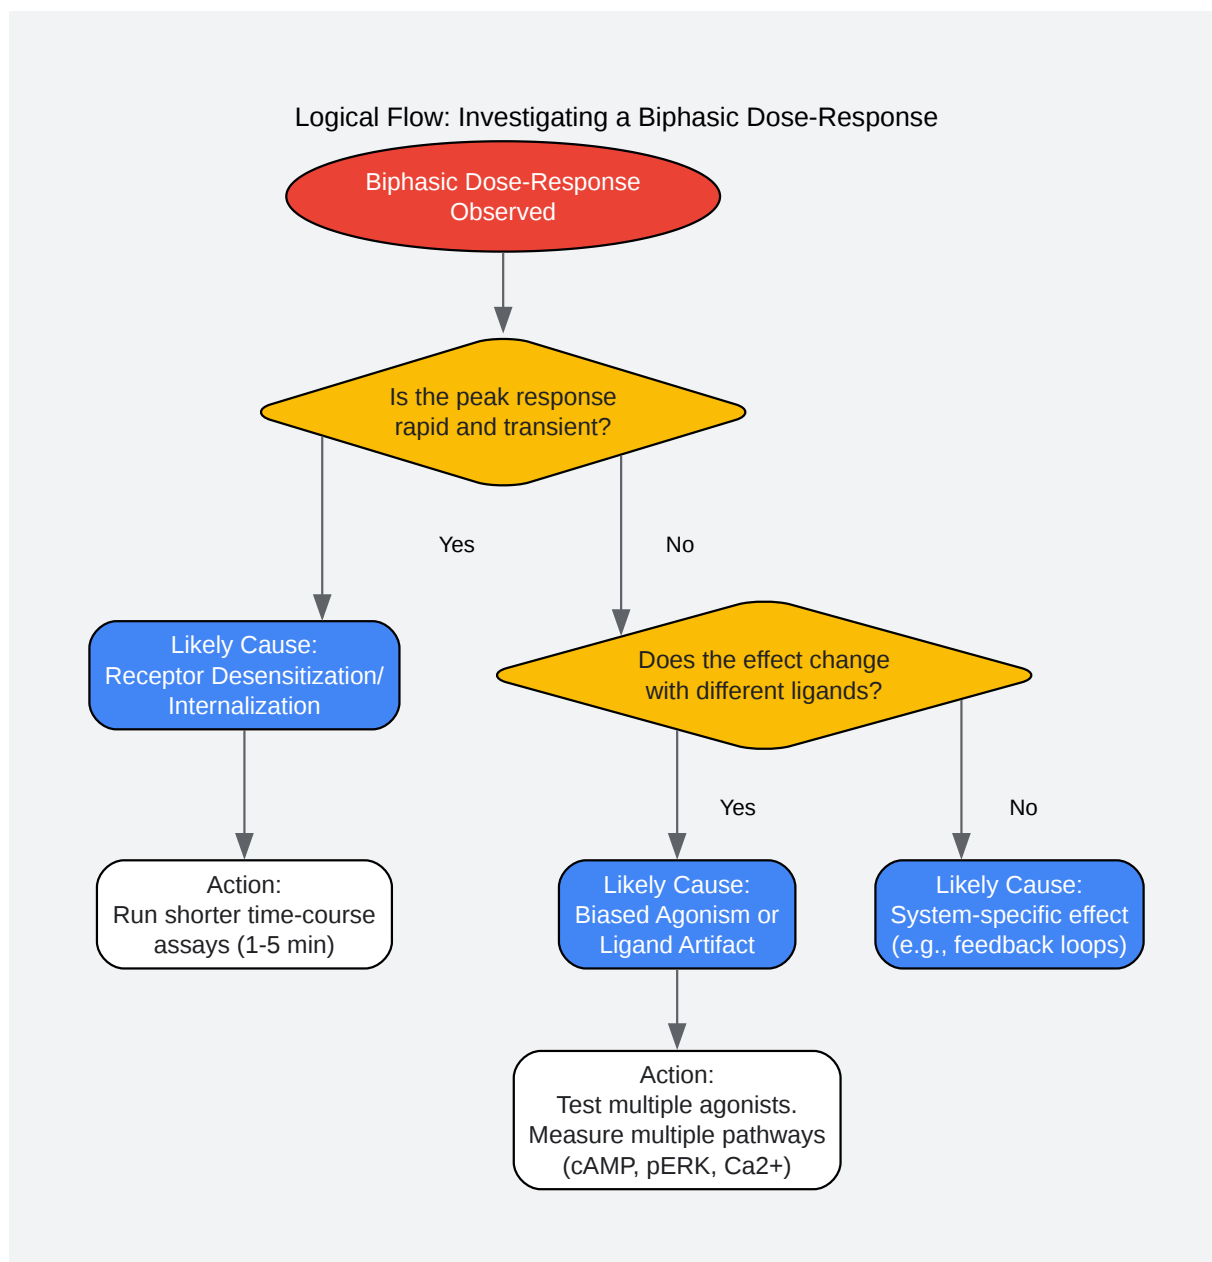 Logical Flow: Investigating a Biphasic Dose-Response
Biphasic Dose-Response
Observed
Is the peak response
rapid and transient?
Yes
No
Likely Cause:
Receptor Desensitization/
Internalization
Does the effect change
with different ligands?
Yes
No
Action:
Run shorter time-course
assays (1-5 min)
Likely Cause:
Biased Agonism or
Ligand Artifact
Likely Cause:
System-specific effect
(e.g., feedback loops)
Action:
Test multiple agonists.
Measure multiple pathways
(cAMP, pERK, Ca2+)